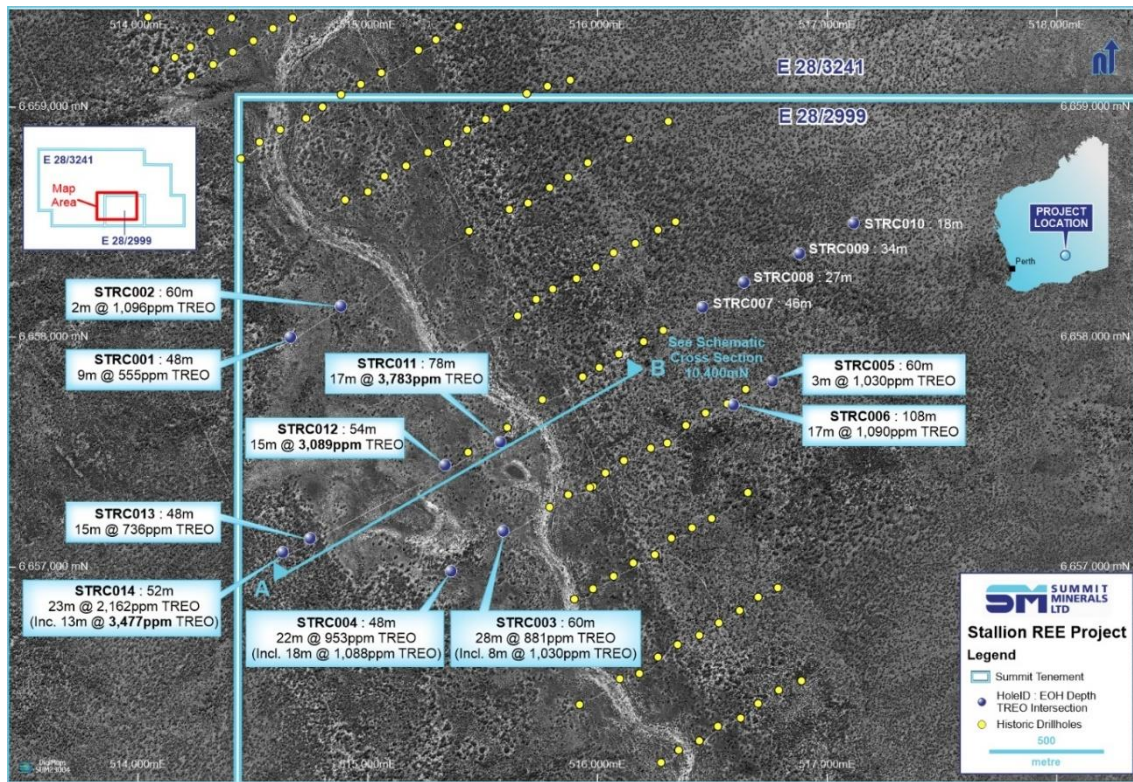 514,000mE
515,000mE
516,000mE
517,000mE
518,000mE
E 28/3241
6,659,000 mN
6,659,000 mN
E 28/2999
E 28/3241
Map
Area
E 28/2999
PROJECT
LOCATION
Perth
STRC010 : 18m
STRC009 : 34m
STRC008 : 27m
STRC007 : 46m
STRC002 : 60m
2m @ 1,096ppm TREO
6,658,000 mN
6,658,000 mN
STRC001 : 48m
9m @ 555ppm TREO
STRC011 : 78m
17m @ 3,783ppm TREO
See Schematic
Cross Section
10,400mN
B
STRC005 : 60m
3m @ 1,030ppm TREO
STRC006 : 108m
17m @ 1,090ppm TREO
STRC012 : 54m
15m @ 3,089ppm TREO
STRC013 : 48m
15m @ 736ppm TREO
6,657,000 mN
6,657,000 mN
A
STRC014 : 52m
23m @ 2,162ppm TREO
(Inc. 13m @ 3,477ppm TREO)
STRC004 : 48m
22m @ 953ppm TREO
(Incl. 18m @ 1,088ppm TREO)
STRC003 : 60m
28m @ 881ppm TREO
(Incl. 8m @ 1,030ppm TREO)
SM SUMMIT
MINERALS
LTD
Stallion REE Project
Legend
Summit Tenement
HoleID : EOH Depth
TREO Intersection
Historic Drillholes
500
metre
514,000mE
515,000mE
516,000mE
517,000mE